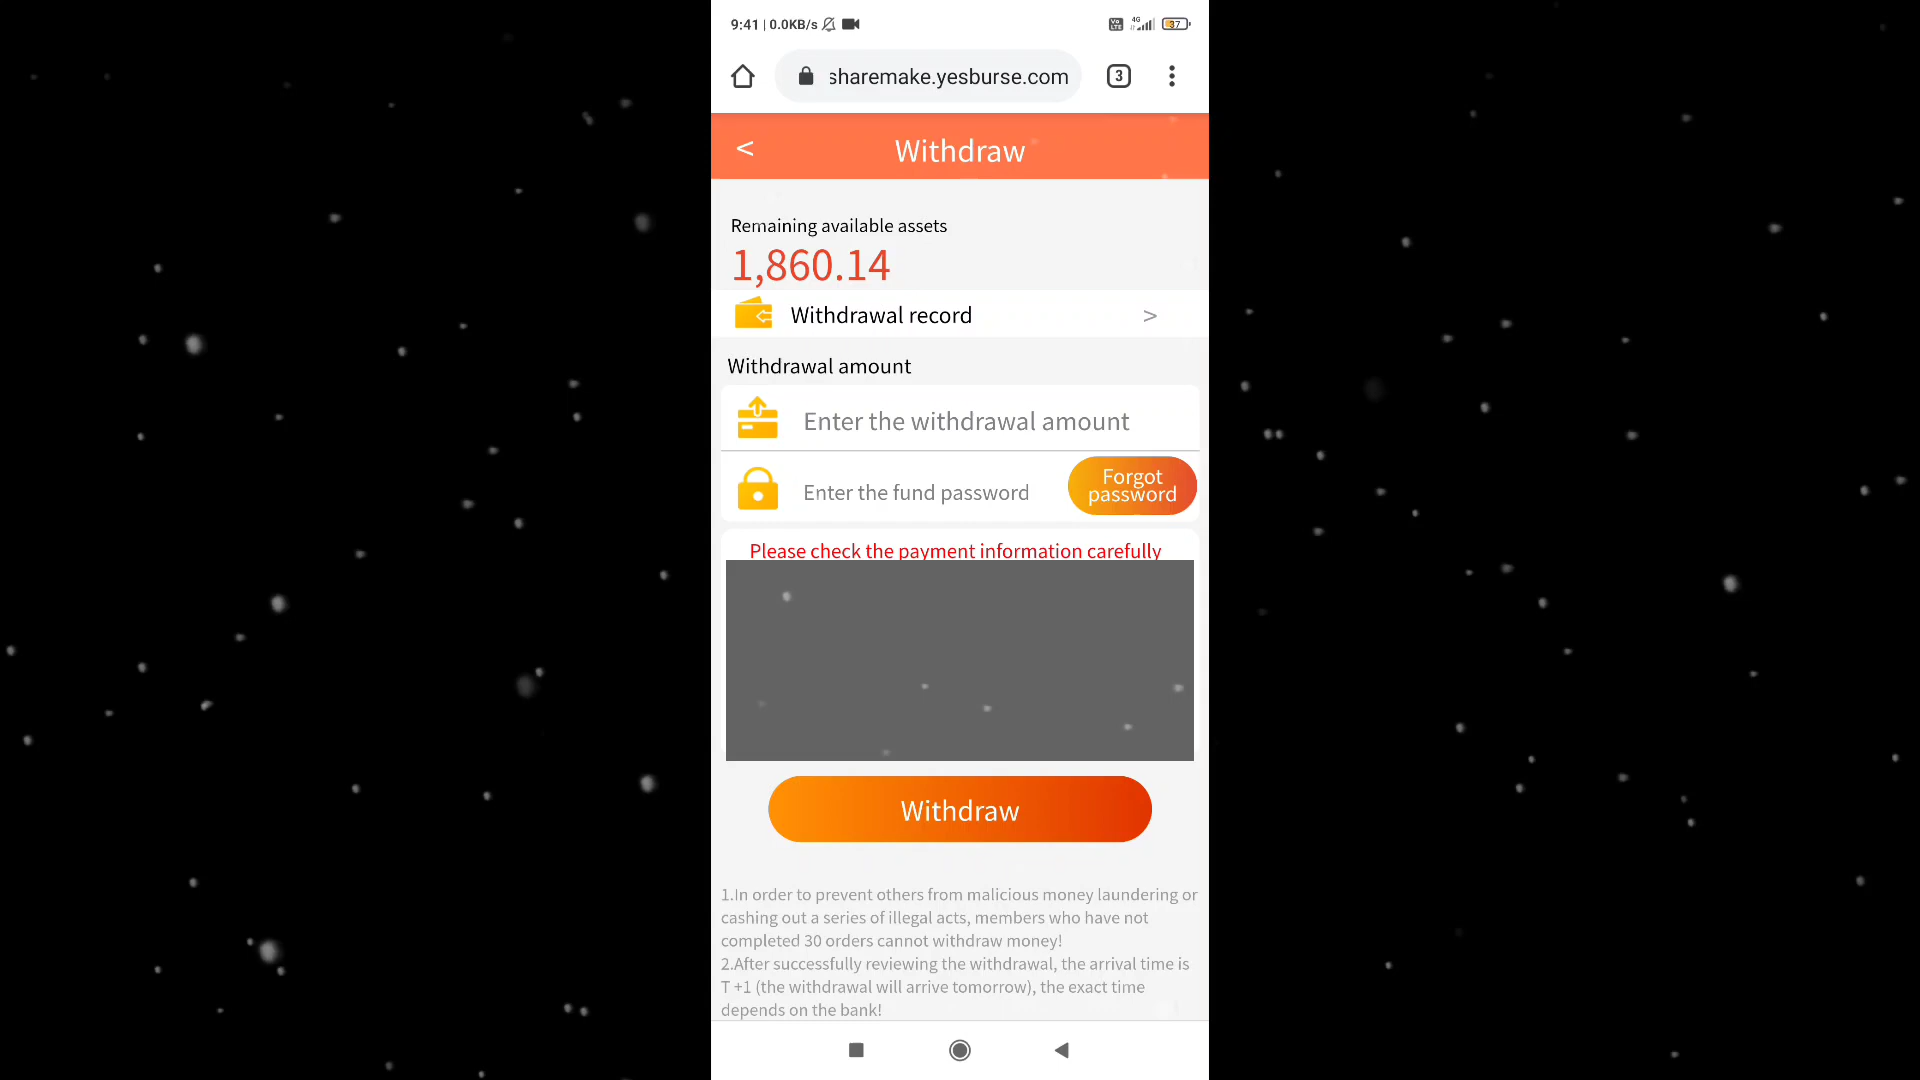 9:41 | 0.0KB/s
Vo LTE 4G 37
sharemake.yesburse.com 3
< Withdraw
Remaining available assets
1,860.14
Withdrawal record >
Withdrawal amount
Enter the withdrawal amount
Enter the fund password
Forgot
password
Please check the payment information carefully
Withdraw
1.In order to prevent others from malicious money laundering or
cashing out a series of illegal acts, members who have not
completed 30 orders cannot withdraw money!
2.After successfully reviewing the withdrawal, the arrival time is
T +1 (the withdrawal will arrive tomorrow), the exact time
depends on the bank!